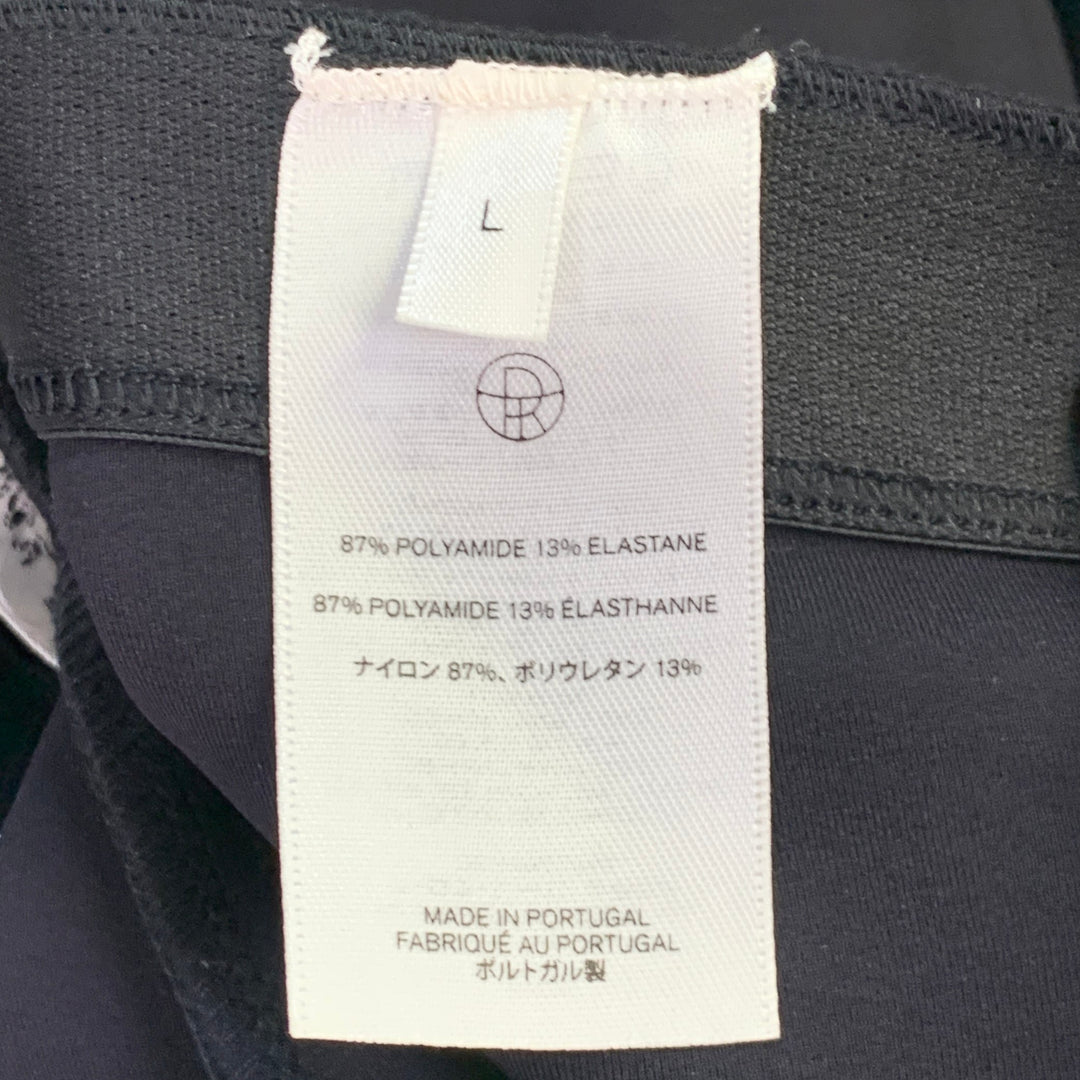 L
PR
87% POLYAMIDE 13% ELASTANE
87% POLYAMIDE 13% ÉLASTHANNE
ナイロン 87%、ポリウレタン 13%
MADE IN PORTUGAL
FABRIQUÉ AU PORTUGAL
ポルトガル製